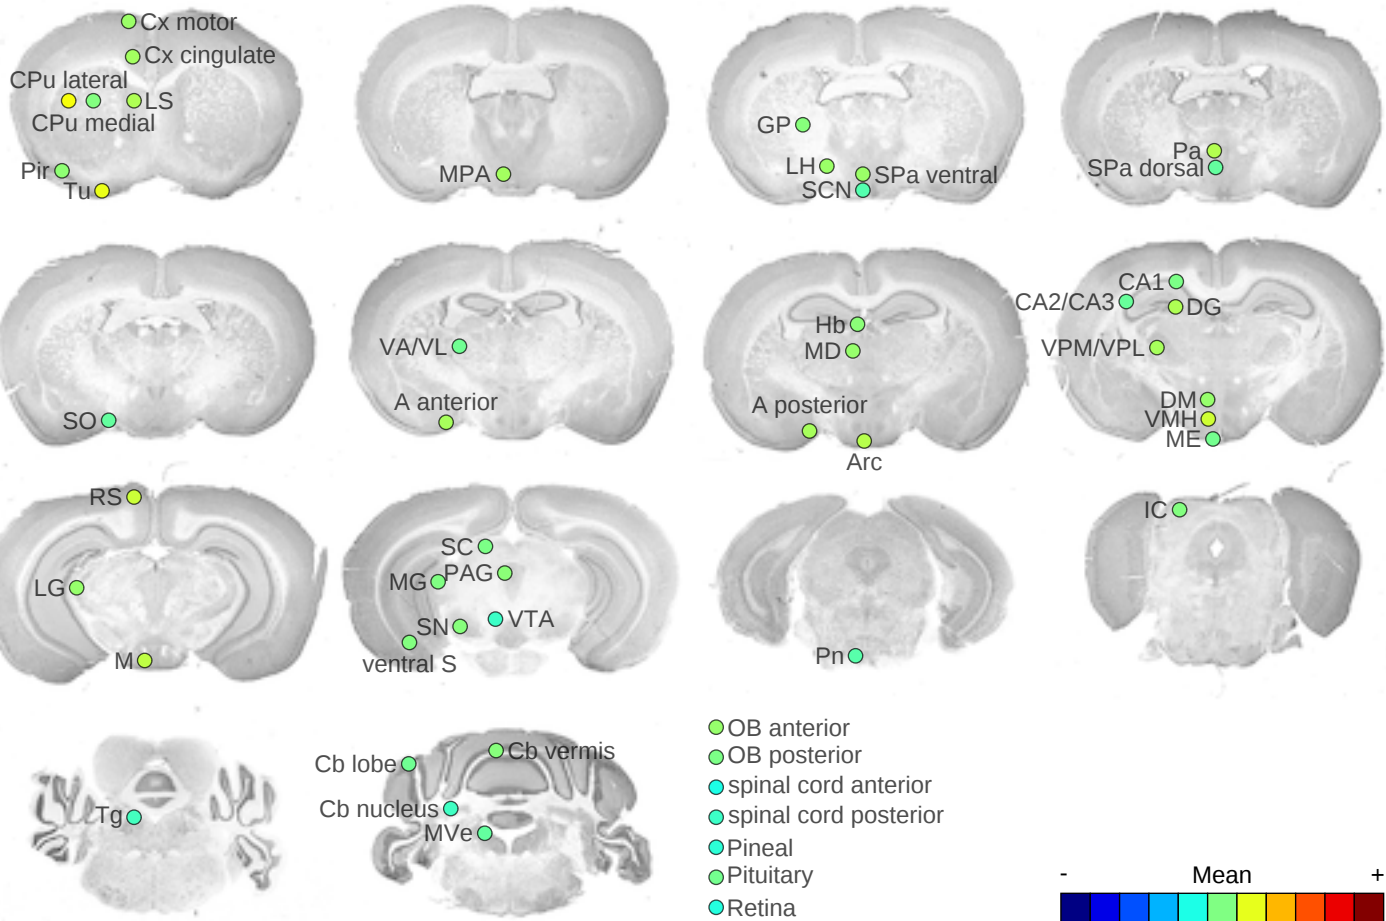 Cx motor
Cx cingulate
CPu lateral
LS
CPu medial
Pir
Tu
MPA
GP
LH
SPa ventral
SCN
Pa
SPa dorsal
SO
VA/VL
A anterior
Hb
MD
A posterior
Arc
CA1
CA2/CA3
DG
VPM/VPL
DM
VMH
ME
RS
LG
M
SC
PAG
MG
SN
VTA
ventral S
Pn
IC
Tg
Cb vermis
Cb lobe
Cb nucleus
MVe
OB anterior
OB posterior
spinal cord anterior
spinal cord posterior
Pineal
Pituitary
Retina
- Mean +